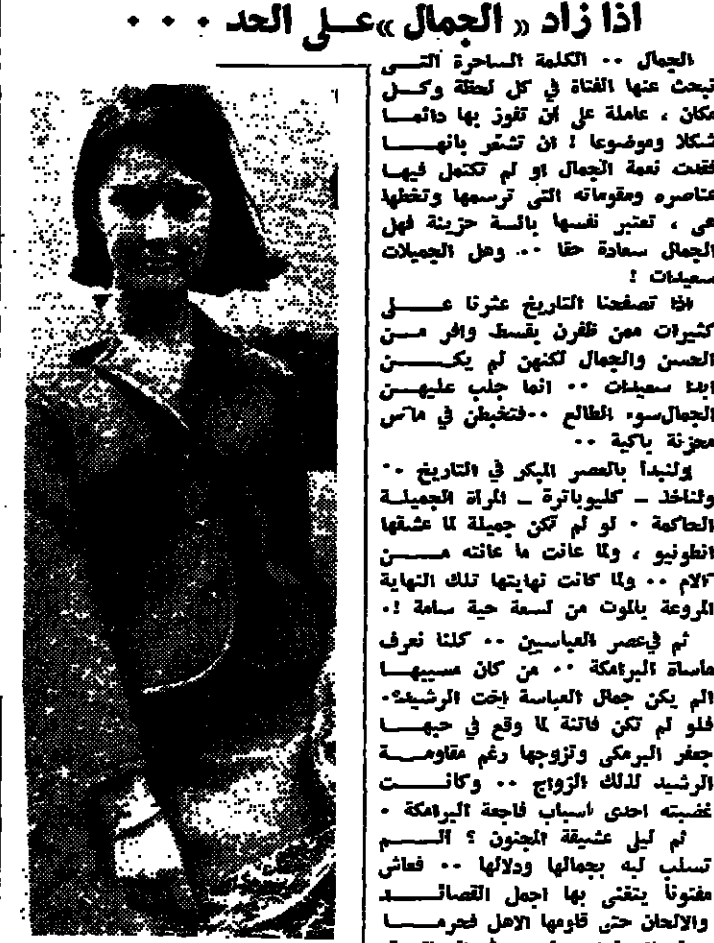 اذا زاد « الجمال » على الحد . . .
الجمال .. الكلمة الساحرة التي
تبحث عنها الفتاة في كل لحظة وكل
مكان ، عاملة على ان تفوز بها دائما
شكلا وموضوعا ! ان تشعر بانها
فقدت نعمة الجمال او لم تكتمل فيها
عناصره ومقوماته التي ترسمها وتخطها
هي ، تعتبر نفسها بائسة حزينة فهل
الجمال سعادة حقا .. وهل الجميلات
سعيدات !
اذا تصفحنا التاريخ عثرنا على
كثيرات ممن ظفرن بقسط وافر من
الحسن والجمال لكنهن لم يكن
ابدا سعيدات .. انما جلب عليهن
الجمال سوء الطالع .. فتخبطن في ماسى
محزنة باكية ..
ولنبدا بالعصر المبكر في التاريخ ..
ولناخذ _ كليوباترة _ المراة الجميلة
الحاكمة . لو لم تكن جميلة لما عشقها
انطونيو ، ولما عانت ما عانته من
آلام .. ولما كانت نهايتها تلك النهاية
المروعة بالموت من لسعة حية سامة !.
ثم في عصر العباسيين .. كلنا نعرف
ماساة البرامكة .. من كان مسببها
الم يكن جمال العباسة اخت الرشيد؟.
فلو لم تكن فاتنة لما وقع في حبها
جعفر البرمكى وتزوجها رغم مقاومة
الرشيد لذلك الزواج .. وكانت
غضبته احدى اسباب فاجعة البرامكة .
ثم ليلى عشيقة المجنون ؟ الم
تسلب لبه بجمالها ودلالها .. فعاش
مفتوناً يتغنى بها اجمل القصائد
والالحان حتى قاومها الاهل فحرما